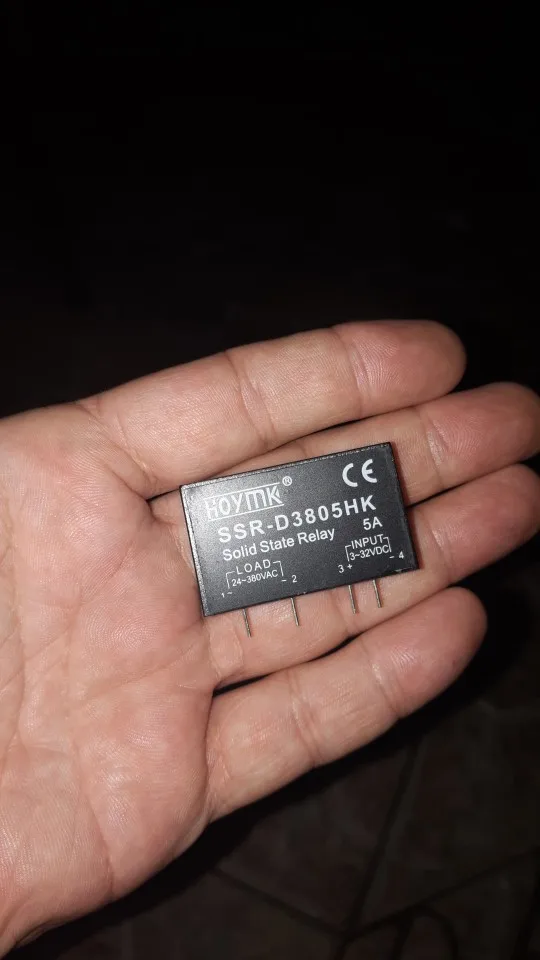 HOYMK® CE
SSR-D3805HK
Solid State Relay 5A
LOAD INPUT
24~380VAC 3~32VDC
1~ ~2 3+ -4